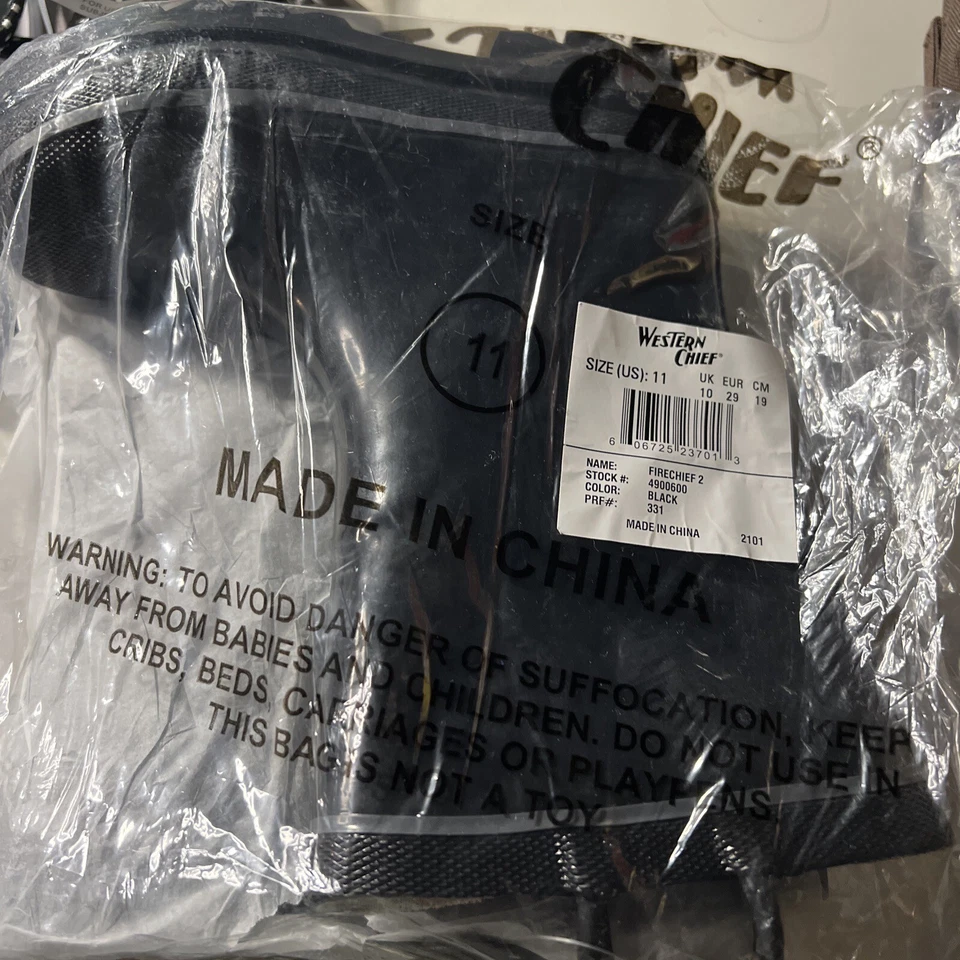 CHIEF®
SIZE
11
WESTERN
CHIEF®
SIZE (US): 11 UK EUR CM
10 29 19
6 06725 23701 3
NAME: FIRECHIEF 2
STOCK #: 4900600
COLOR: BLACK
PRF#: 331
MADE IN CHINA 2101
MADE IN CHINA
WARNING: TO AVOID DANGER OF SUFFOCATION, KEEP
AWAY FROM BABIES AND CHILDREN. DO NOT USE IN
CRIBS, BEDS, CARRIAGES OR PLAYPENS.
THIS BAG IS NOT A TOY